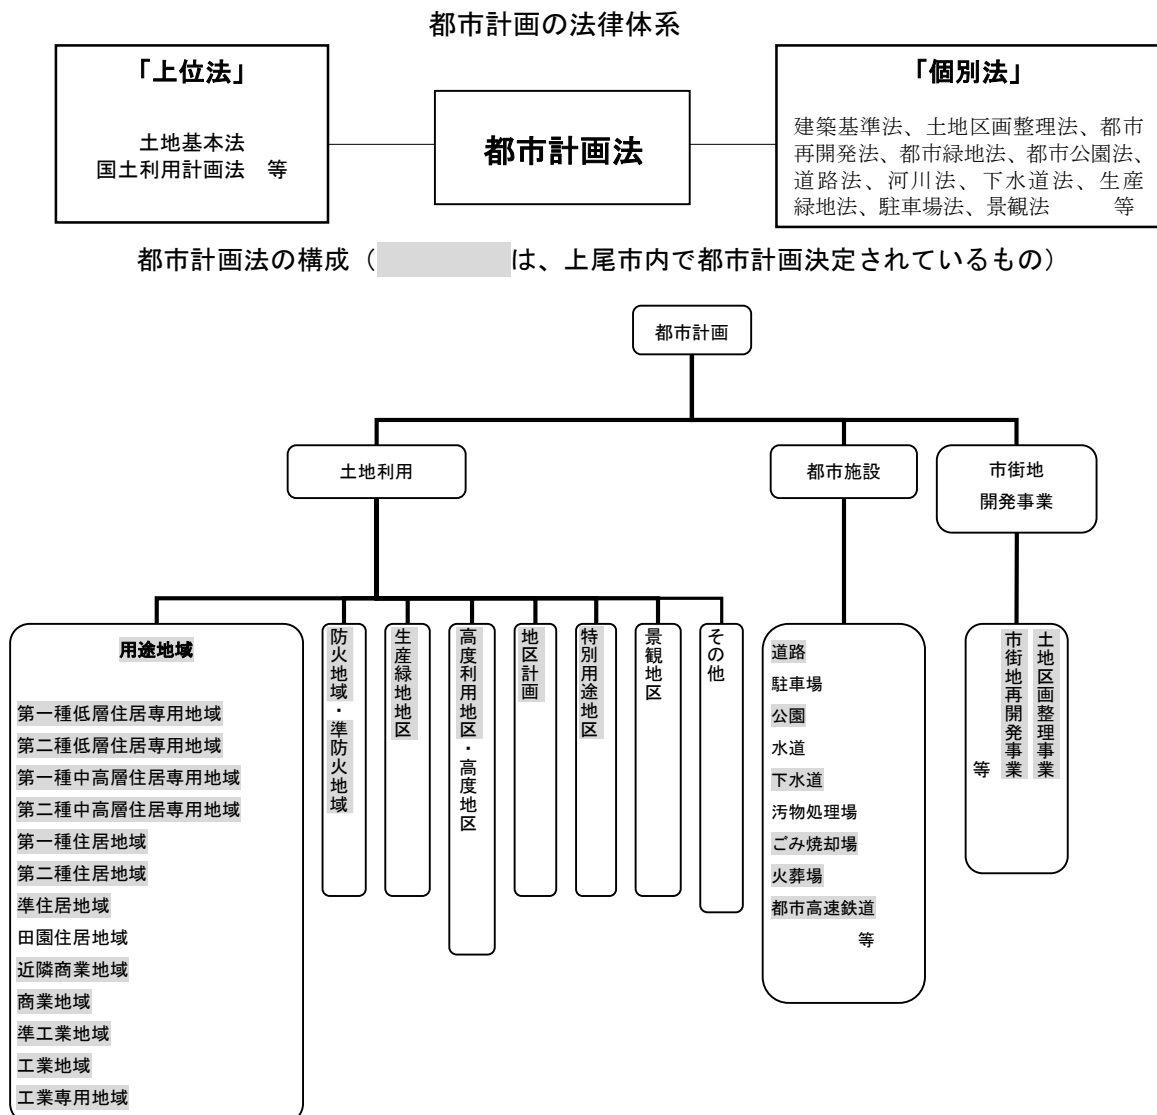 都市計画の法律体系
「上位法」
土地基本法
国土利用計画法 等
都市計画法
「個別法」
建築基準法、土地区画整理法、都市
再開発法、都市緑地法、都市公園法、
道路法、河川法、下水道法、生産
緑地法、駐車場法、景観法 等
都市計画法の構成（ は、上尾市内で都市計画決定されているもの）
都市計画
土地利用
都市施設
市街地
開発事業
用途地域
第一種低層住居専用地域
第二種低層住居専用地域
第一種中高層住居専用地域
第二種中高層住居専用地域
第一種住居地域
第二種住居地域
準住居地域
田園住居地域
近隣商業地域
商業地域
準工業地域
工業地域
工業専用地域
防火地域・準防火地域
生産緑地地区
高度利用地区・高度地区
地区計画
特別用途地区
景観地区
その他
道路
駐車場
公園
水道
下水道
汚物処理場
ごみ焼却場
火葬場
都市高速鉄道
等
土地区画整理事業
市街地再開発事業
等